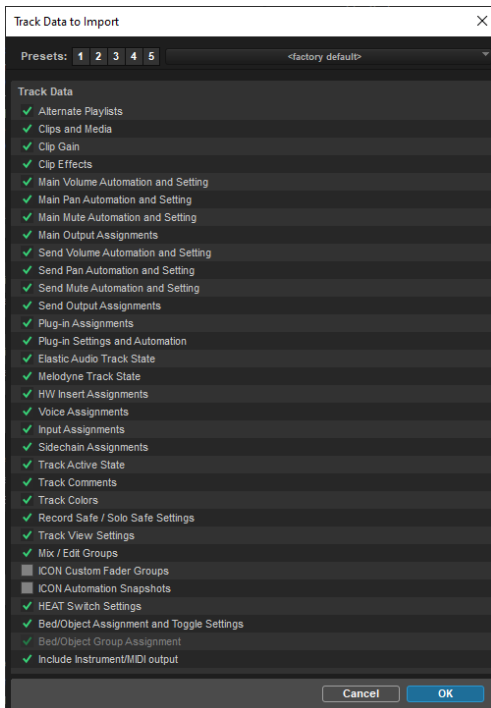 Track Data to Import
Presets: 1 2 3 4 5 <factory default>
Track Data
Alternate Playlists
Clips and Media
Clip Gain
Clip Effects
Main Volume Automation and Setting
Main Pan Automation and Setting
Main Mute Automation and Setting
Main Output Assignments
Send Volume Automation and Setting
Send Pan Automation and Setting
Send Mute Automation and Setting
Send Output Assignments
Plug-in Assignments
Plug-in Settings and Automation
Elastic Audio Track State
Melodyne Track State
HW Insert Assignments
Voice Assignments
Input Assignments
Sidechain Assignments
Track Active State
Track Comments
Track Colors
Record Safe / Solo Safe Settings
Track View Settings
Mix / Edit Groups
ICON Custom Fader Groups
ICON Automation Snapshots
HEAT Switch Settings
Bed/Object Assignment and Toggle Settings
Bed/Object Group Assignment
Include Instrument/MIDI output
Cancel OK